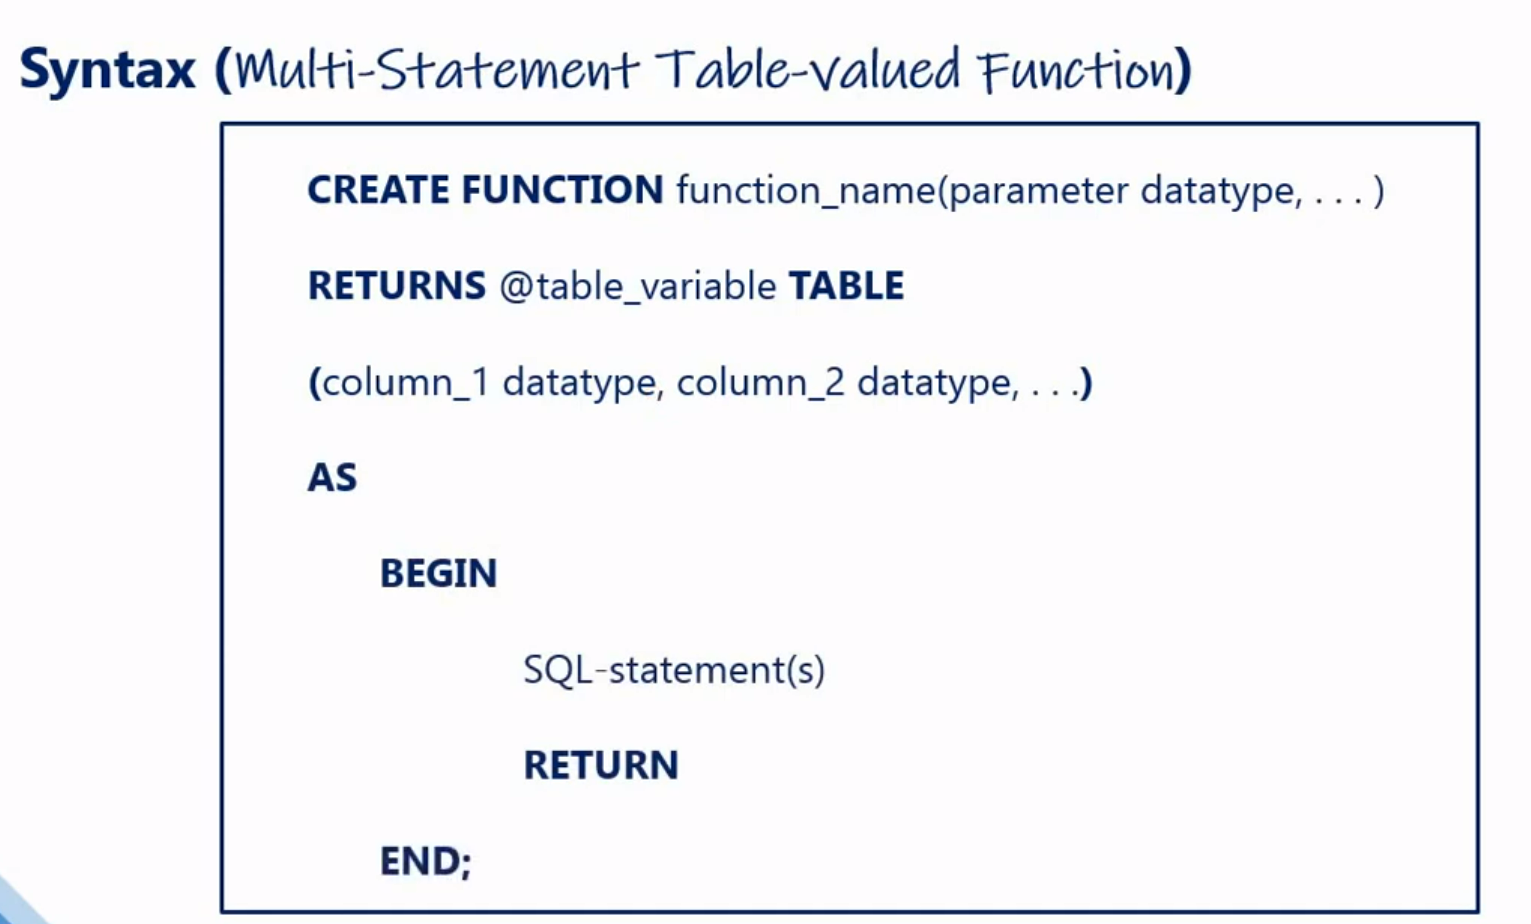 Syntax (Multi-Statement Table-valued Function)
CREATE FUNCTION function_name(parameter datatype, . . . )
RETURNS @table_variable TABLE
(column_1 datatype, column_2 datatype, . . .)
AS
BEGIN
SQL-statement(s)
RETURN
END;